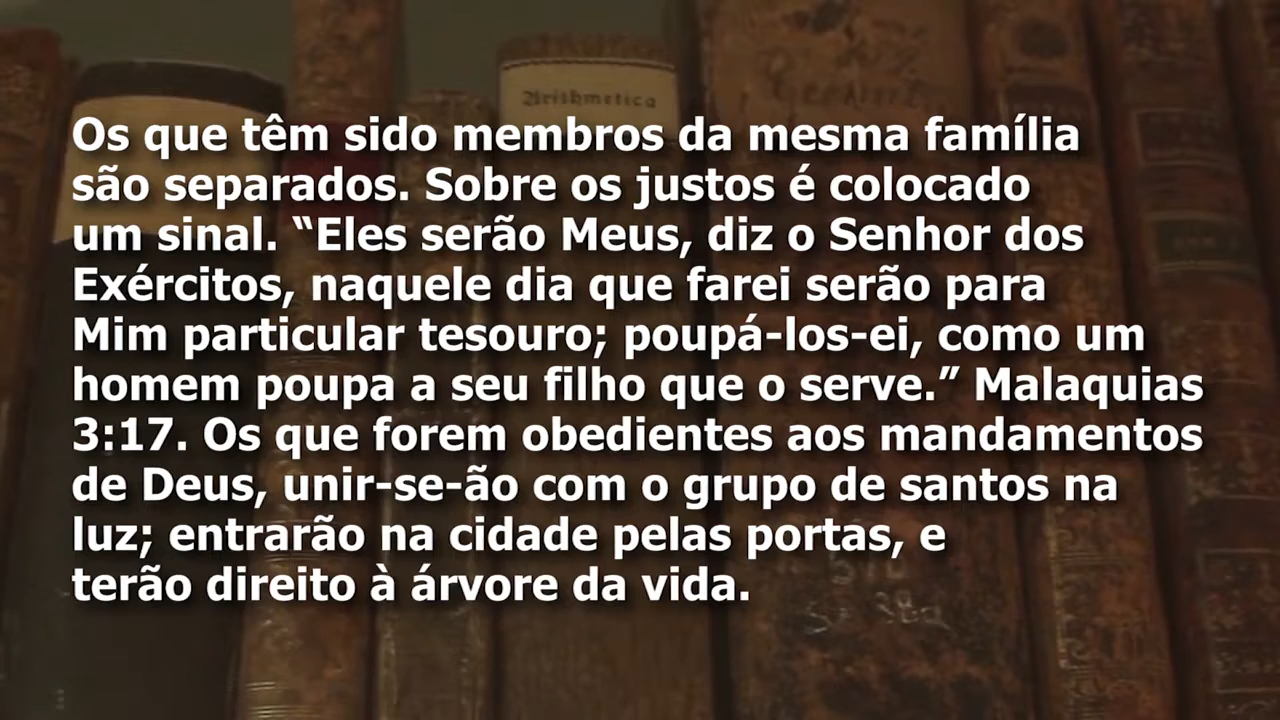 Arithmetica
Os que têm sido membros da mesma família
são separados. Sobre os justos é colocado
um sinal. “Eles serão Meus, diz o Senhor dos
Exércitos, naquele dia que farei serão para
Mim particular tesouro; poupá-los-ei, como um
homem poupa a seu filho que o serve.” Malaquias
3:17. Os que forem obedientes aos mandamentos
de Deus, unir-se-ão com o grupo de santos na
luz; entrarão na cidade pelas portas, e
terão direito à árvore da vida.